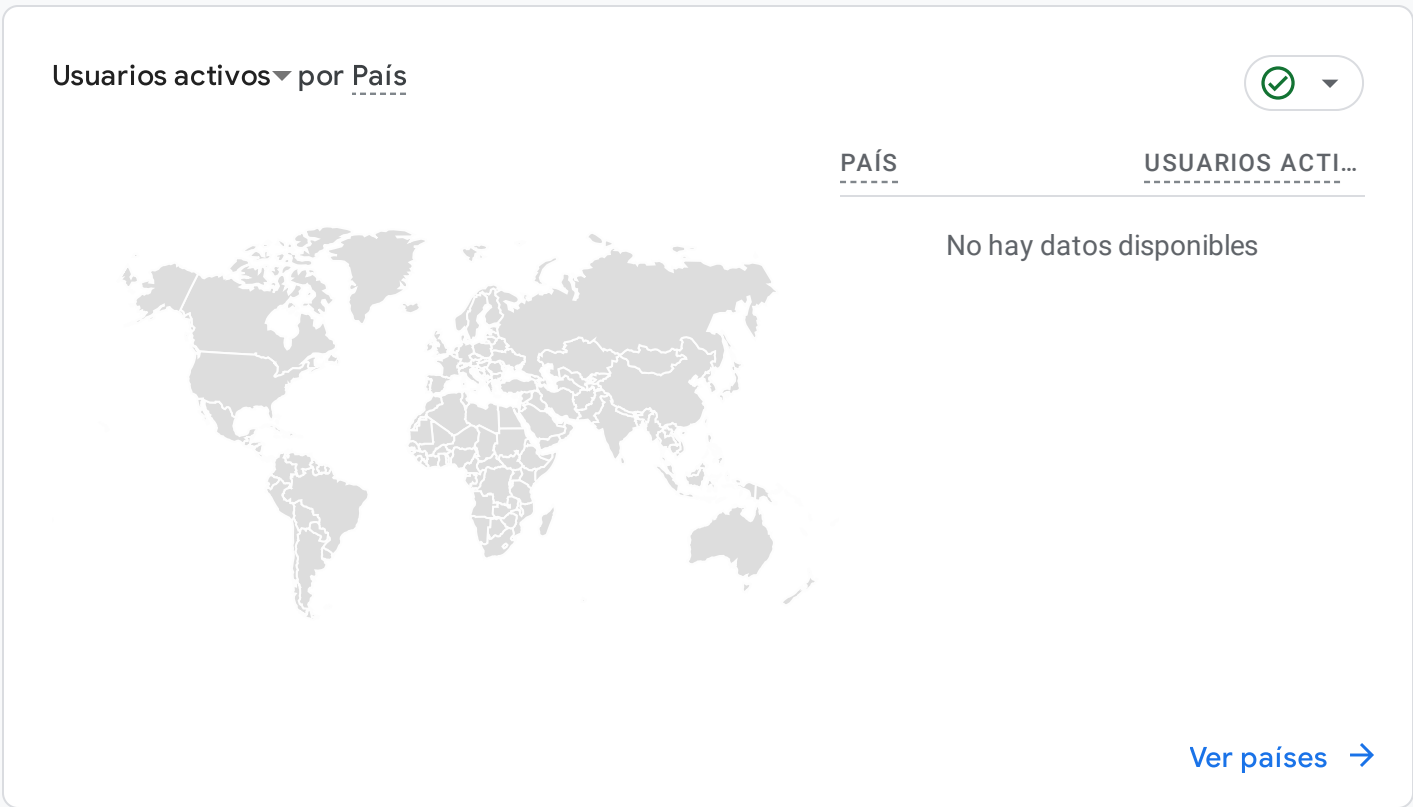 Usuarios activos por País
PAÍS USUARIOS ACTI...
No hay datos disponibles
Ver países